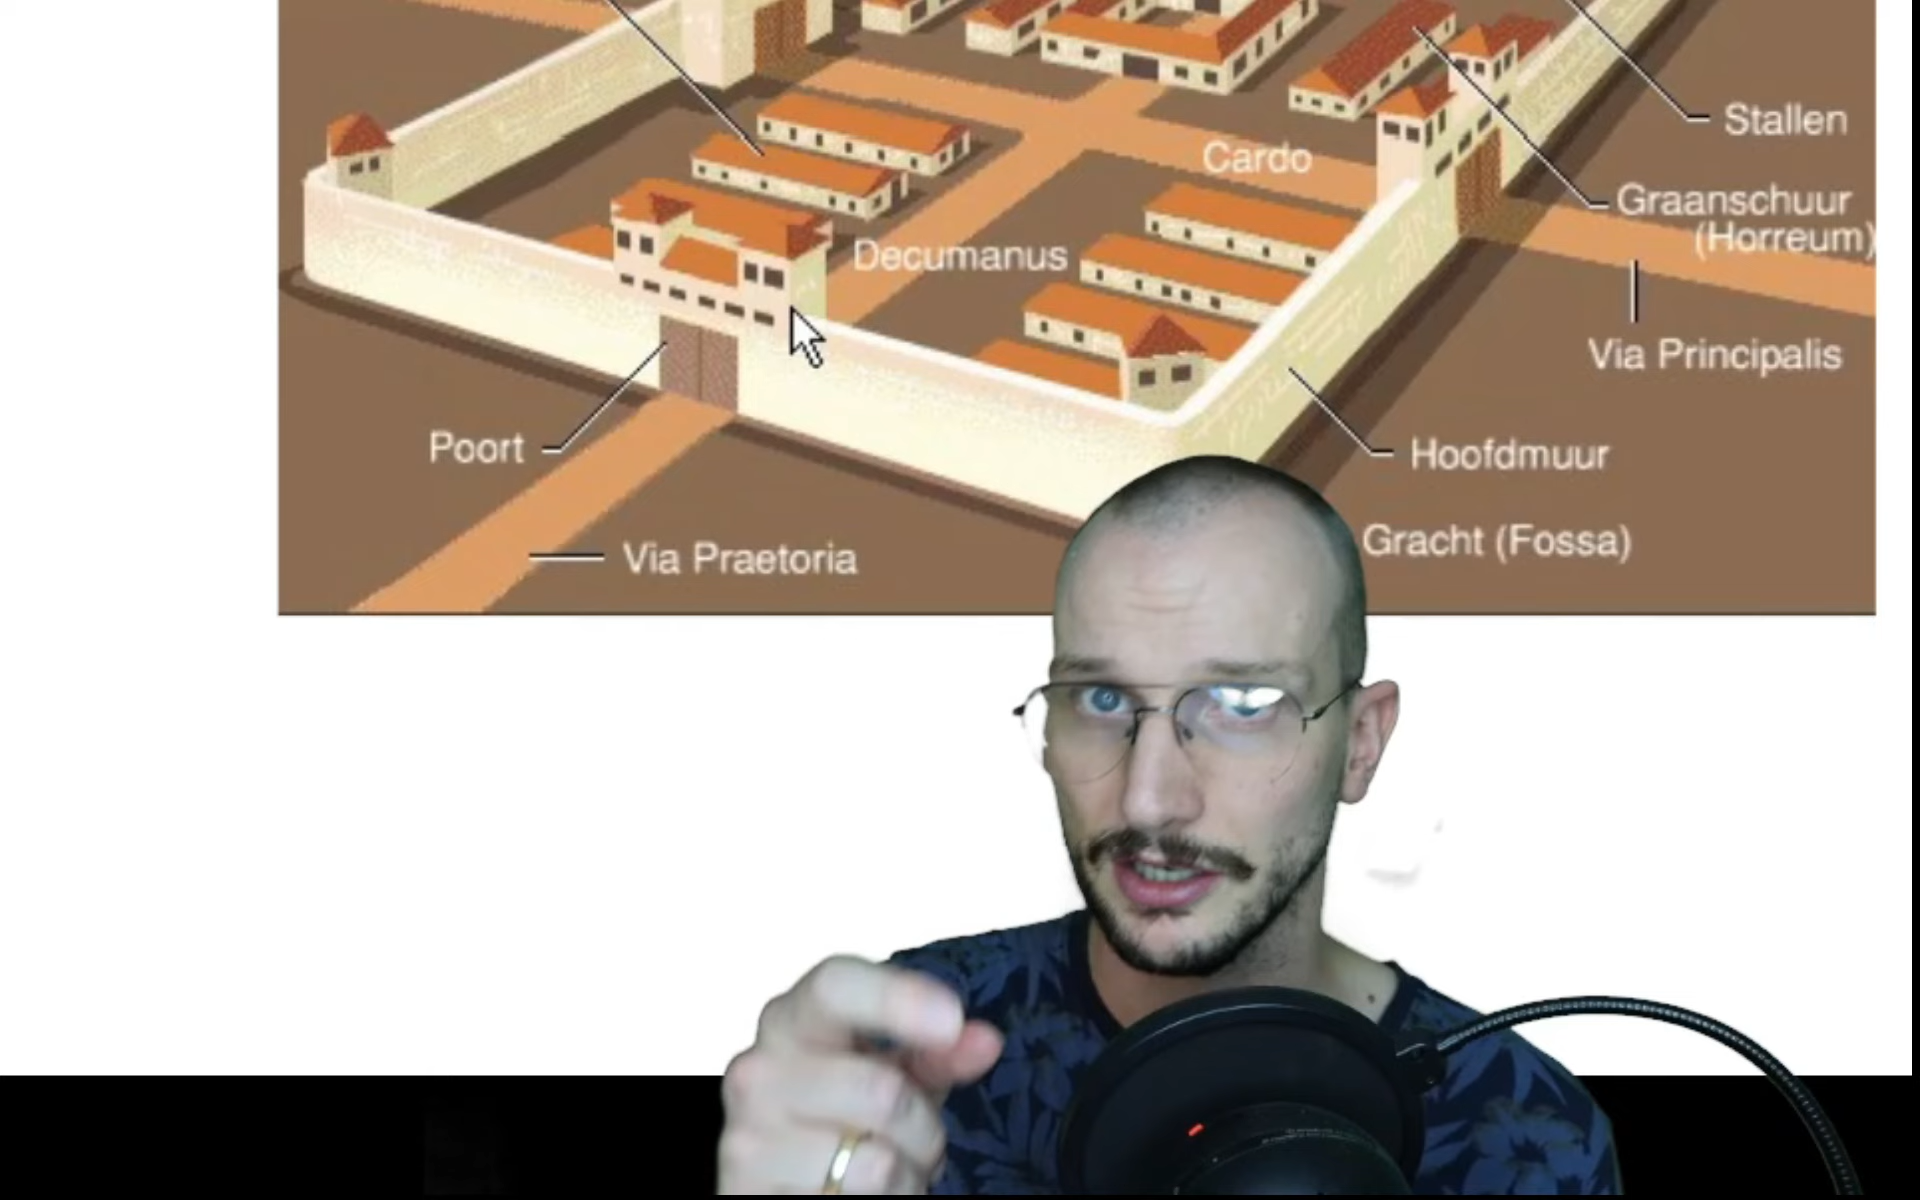 Stallen
Cardo
Graanschuur
(Horreum)
Decumanus
Via Principalis
Poort
Hoofdmuur
Gracht (Fossa)
Via Praetoria